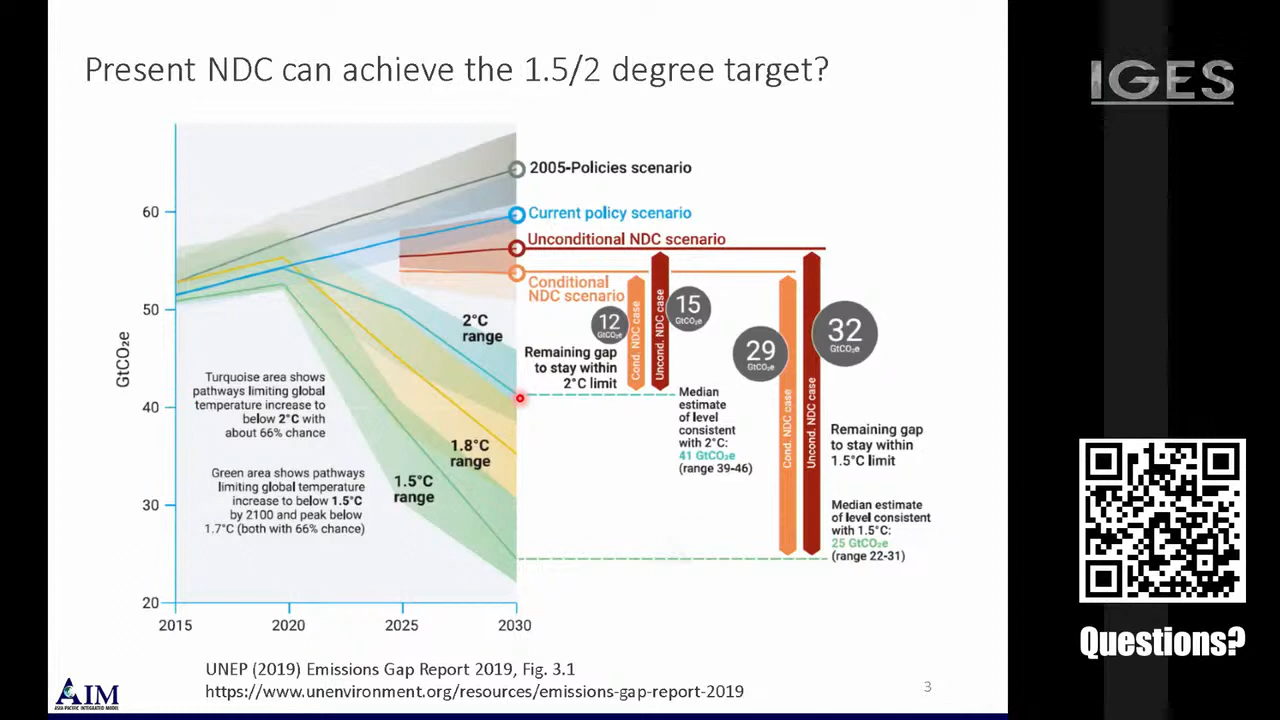 Present NDC can achieve the 1.5/2 degree target?
IGES
GtCO₂e
60
50
40
30
20
2015
2020
2025
2030
2005-Policies scenario
Current policy scenario
Unconditional NDC scenario
Conditional
NDC scenario
2°C
range
1.8°C
range
1.5°C
range
Turquoise area shows
pathways limiting global
temperature increase to
below 2°C with
about 66% chance
Green area shows pathways
limiting global temperature
increase to below 1.5°C
by 2100 and peak below
1.7°C (both with 66% chance)
12
GtCO₂e
15
GtCO₂e
Cond. NDC case
Uncond. NDC case
Remaining gap
to stay within
2°C limit
Median
estimate
of level
consistent
with 2°C:
41 GtCO₂e
(range 39-46)
29
GtCO₂e
32
GtCO₂e
Cond. NDC case
Uncond. NDC case
Remaining gap
to stay within
1.5°C limit
Median estimate
of level consistent
with 1.5°C:
25 GtCO₂e
(range 22-31)
UNEP (2019) Emissions Gap Report 2019, Fig. 3.1
https://www.unenvironment.org/resources/emissions-gap-report-2019
AIM
ASIA-PACIFIC INTEGRATED MODEL
3
Questions?